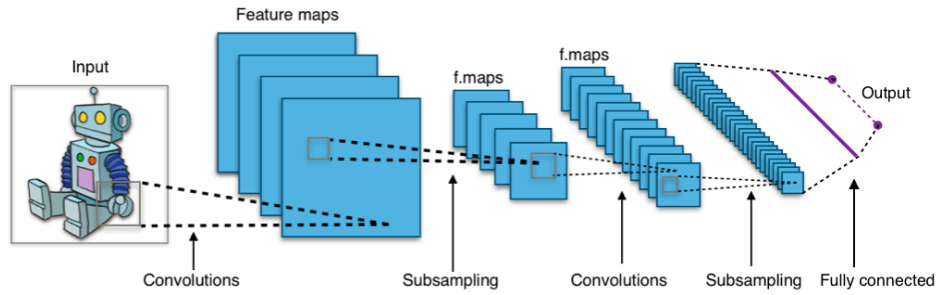 Feature maps
Input
f.maps
f.maps
Output
Convolutions
Subsampling
Convolutions
Subsampling
Fully connected